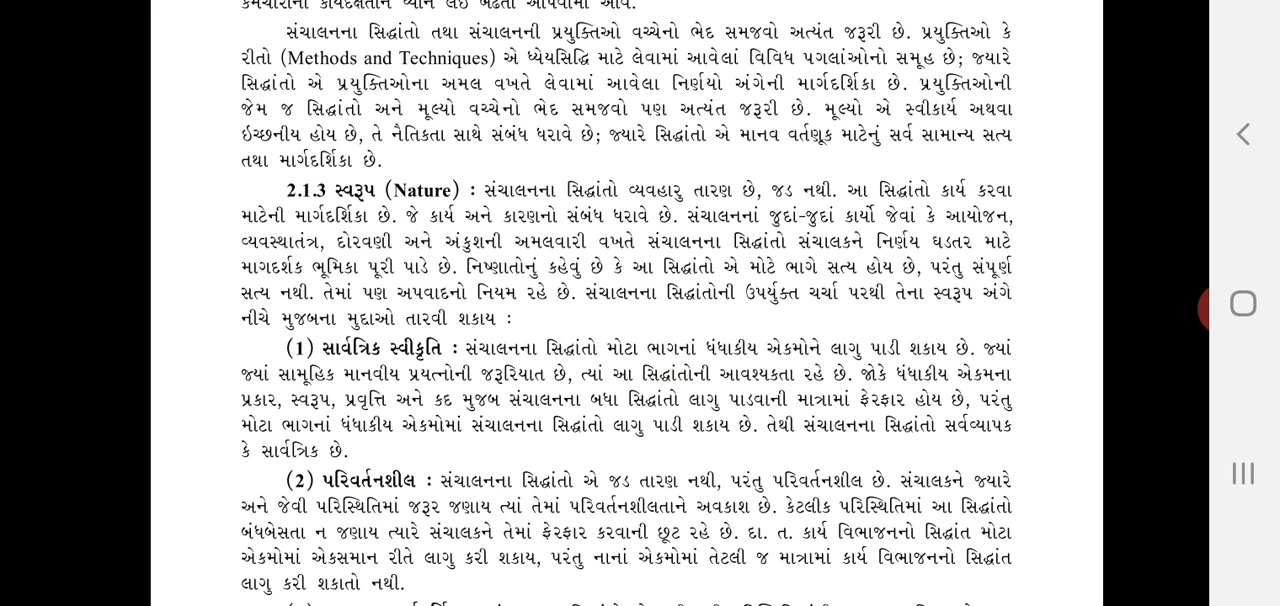 કર્મચારીની કાર્યદક્ષતાને ધ્યાને લઈ બઢતી આપવામાં આવે.
સંચાલનના સિદ્ધાંતો તથા સંચાલનની પ્રયુક્તિઓ વચ્ચેનો ભેદ સમજવો અત્યંત જરૂરી છે. પ્રયુક્તિઓ કે
રીતો (Methods and Techniques) એ ધ્યેયસિદ્ધિ માટે લેવામાં આવેલાં વિવિધ પગલાંઓનો સમૂહ છે; જ્યારે
સિદ્ધાંતો એ પ્રયુક્તિઓના અમલ વખતે લેવામાં આવેલા નિર્ણયો અંગેની માર્ગદર્શિકા છે. પ્રયુક્તિઓની
જેમ જ સિદ્ધાંતો અને મૂલ્યો વચ્ચેનો ભેદ સમજવો પણ અત્યંત જરૂરી છે. મૂલ્યો એ સ્વીકાર્ય અથવા
ઇચ્છનીય હોય છે, તે નૈતિકતા સાથે સંબંધ ધરાવે છે; જ્યારે સિદ્ધાંતો એ માનવ વર્તણૂક માટેનું સર્વ સામાન્ય સત્ય
તથા માર્ગદર્શિકા છે.
2.1.3 સ્વરૂપ (Nature) : સંચાલનના સિદ્ધાંતો વ્યવહારુ તારણ છે, જડ નથી. આ સિદ્ધાંતો કાર્ય કરવા
માટેની માર્ગદર્શિકા છે. જે કાર્ય અને કારણનો સંબંધ ધરાવે છે. સંચાલનનાં જુદાં-જુદાં કાર્યો જેવાં કે આયોજન,
વ્યવસ્થાતંત્ર, દોરવણી અને અંકુશની અમલવારી વખતે સંચાલનના સિદ્ધાંતો સંચાલકને નિર્ણય ઘડતર માટે
માગદર્શક ભૂમિકા પૂરી પાડે છે. નિષ્ણાતોનું કહેવું છે કે આ સિદ્ધાંતો એ મોટે ભાગે સત્ય હોય છે, પરંતુ સંપૂર્ણ
સત્ય નથી. તેમાં પણ અપવાદનો નિયમ રહે છે. સંચાલનના સિદ્ધાંતોની ઉપર્યુક્ત ચર્ચા પરથી તેના સ્વરૂપ અંગે
નીચે મુજબના મુદ્દાઓ તારવી શકાય :
(1) સાર્વત્રિક સ્વીકૃતિ : સંચાલનના સિદ્ધાંતો મોટા ભાગનાં ધંધાકીય એકમોને લાગુ પાડી શકાય છે. જ્યાં
જ્યાં સામૂહિક માનવીય પ્રયત્નોની જરૂરિયાત છે, ત્યાં આ સિદ્ધાંતોની આવશ્યકતા રહે છે. જોકે ધંધાકીય એકમના
પ્રકાર, સ્વરૂપ, પ્રવૃત્તિ અને કદ મુજબ સંચાલનના બધા સિદ્ધાંતો લાગુ પાડવાની માત્રામાં ફેરફાર હોય છે, પરંતુ
મોટા ભાગનાં ધંધાકીય એકમોમાં સંચાલનના સિદ્ધાંતો લાગુ પાડી શકાય છે. તેથી સંચાલનના સિદ્ધાંતો સર્વવ્યાપક
કે સાર્વત્રિક છે.
(2) પરિવર્તનશીલ : સંચાલનના સિદ્ધાંતો એ જડ તારણ નથી, પરંતુ પરિવર્તનશીલ છે. સંચાલકને જ્યારે
અને જેવી પરિસ્થિતિમાં જરૂર જણાય ત્યાં તેમાં પરિવર્તનશીલતાને અવકાશ છે. કેટલીક પરિસ્થિતિમાં આ સિદ્ધાંતો
બંધબેસતા ન જણાય ત્યારે સંચાલકને તેમાં ફેરફાર કરવાની છૂટ રહે છે. દા. ત. કાર્ય વિભાજનનો સિદ્ધાંત મોટા
એકમોમાં એકસમાન રીતે લાગુ કરી શકાય, પરંતુ નાનાં એકમોમાં તેટલી જ માત્રામાં કાર્ય વિભાજનનો સિદ્ધાંત
લાગુ કરી શકાતો નથી.